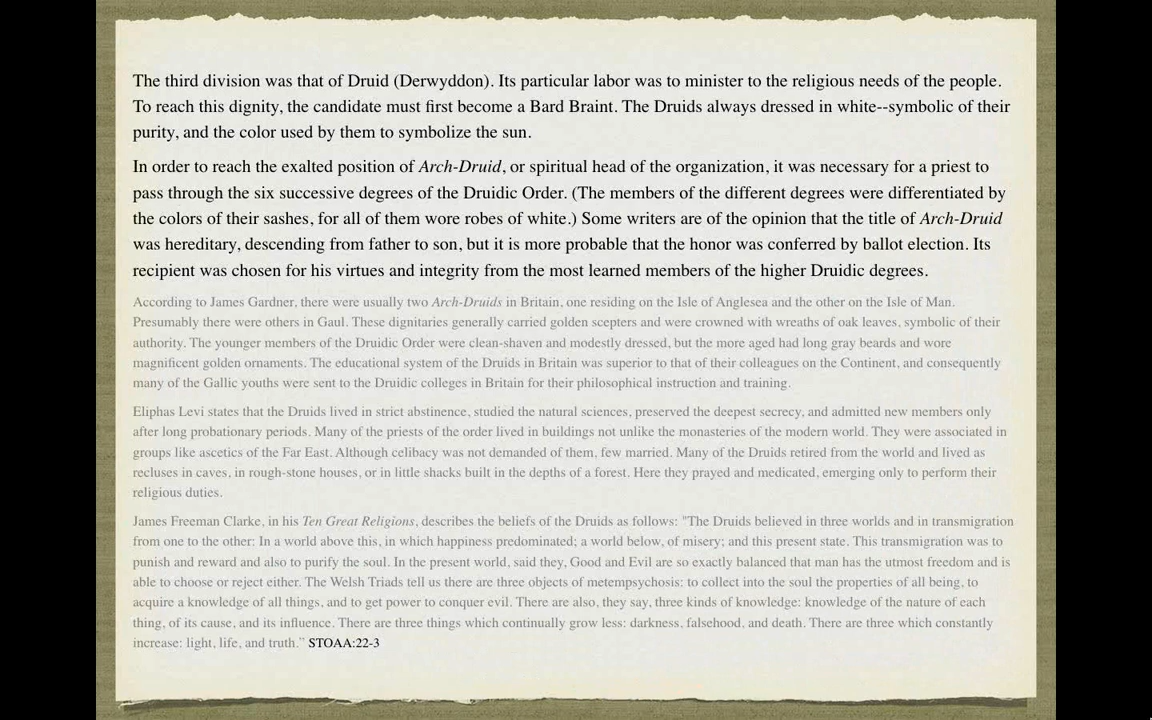 The third division was that of Druid (Derwyddon). Its particular labor was to minister to the religious needs of the people.
To reach this dignity, the candidate must first become a Bard Braint. The Druids always dressed in white--symbolic of their
purity, and the color used by them to symbolize the sun.
In order to reach the exalted position of Arch-Druid, or spiritual head of the organization, it was necessary for a priest to
pass through the six successive degrees of the Druidic Order. (The members of the different degrees were differentiated by
the colors of their sashes, for all of them wore robes of white.) Some writers are of the opinion that the title of Arch-Druid
was hereditary, descending from father to son, but it is more probable that the honor was conferred by ballot election. Its
recipient was chosen for his virtues and integrity from the most learned members of the higher Druidic degrees.
According to James Gardner, there were usually two Arch-Druids in Britain, one residing on the Isle of Anglesea and the other on the Isle of Man.
Presumably there were others in Gaul. These dignitaries generally carried golden scepters and were crowned with wreaths of oak leaves, symbolic of their
authority. The younger members of the Druidic Order were clean-shaven and modestly dressed, but the more aged had long gray beards and wore
magnificent golden ornaments. The educational system of the Druids in Britain was superior to that of their colleagues on the Continent, and consequently
many of the Gallic youths were sent to the Druidic colleges in Britain for their philosophical instruction and training.
Eliphas Levi states that the Druids lived in strict abstinence, studied the natural sciences, preserved the deepest secrecy, and admitted new members only
after long probationary periods. Many of the priests of the order lived in buildings not unlike the monasteries of the modern world. They were associated in
groups like ascetics of the Far East. Although celibacy was not demanded of them, few married. Many of the Druids retired from the world and lived as
recluses in caves, in rough-stone houses, or in little shacks built in the depths of a forest. Here they prayed and medicated, emerging only to perform their
religious duties.
James Freeman Clarke, in his Ten Great Religions, describes the beliefs of the Druids as follows: "The Druids believed in three worlds and in transmigration
from one to the other: In a world above this, in which happiness predominated; a world below, of misery; and this present state. This transmigration was to
punish and reward and also to purify the soul. In the present world, said they, Good and Evil are so exactly balanced that man has the utmost freedom and is
able to choose or reject either. The Welsh Triads tell us there are three objects of metempsychosis: to collect into the soul the properties of all being, to
acquire a knowledge of all things, and to get power to conquer evil. There are also, they say, three kinds of knowledge: knowledge of the nature of each
thing, of its cause, and its influence. There are three things which continually grow less: darkness, falsehood, and death. There are three which constantly
increase: light, life, and truth.” STOAA:22-3